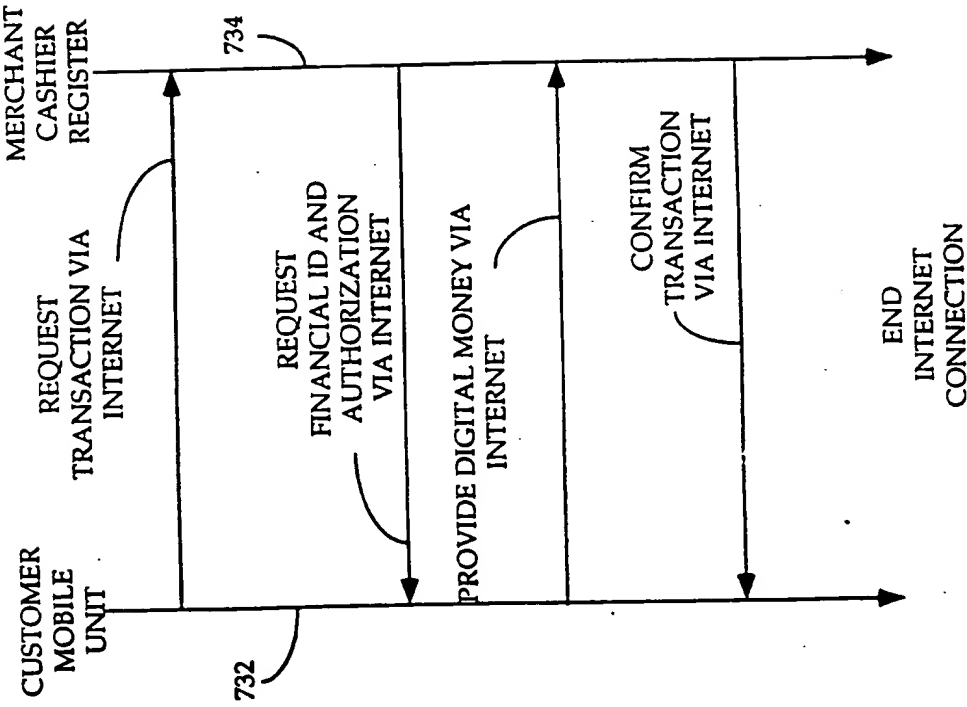 CUSTOMER
MOBILE
UNIT
MERCHANT
CASHIER
REGISTER
732
734
REQUEST
TRANSACTION VIA
INTERNET
REQUEST
FINANCIAL ID AND
AUTHORIZATION
VIA INTERNET
PROVIDE DIGITAL MONEY VIA
INTERNET
CONFIRM
TRANSACTION
VIA INTERNET
END
INTERNET
CONNECTION